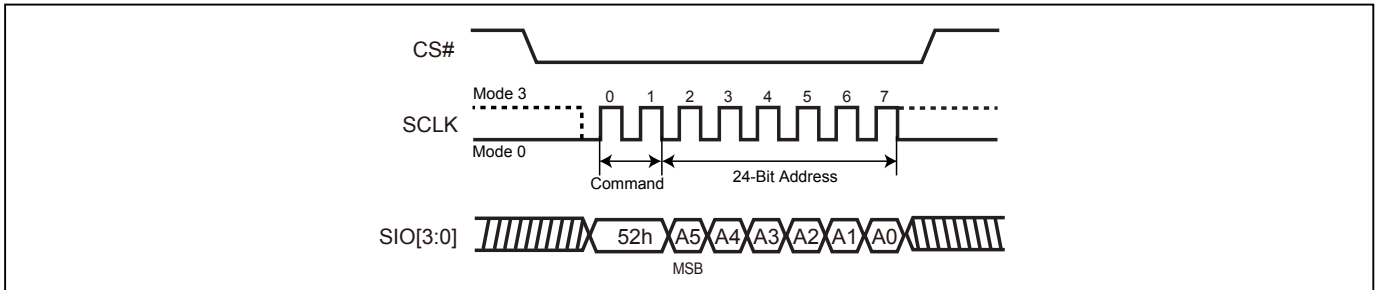 CS#
Mode 3
0 1 2 3 4 5 6 7
SCLK
Mode 0
Command
24-Bit Address
SIO[3:0]
52h A5 A4 A3 A2 A1 A0
MSB